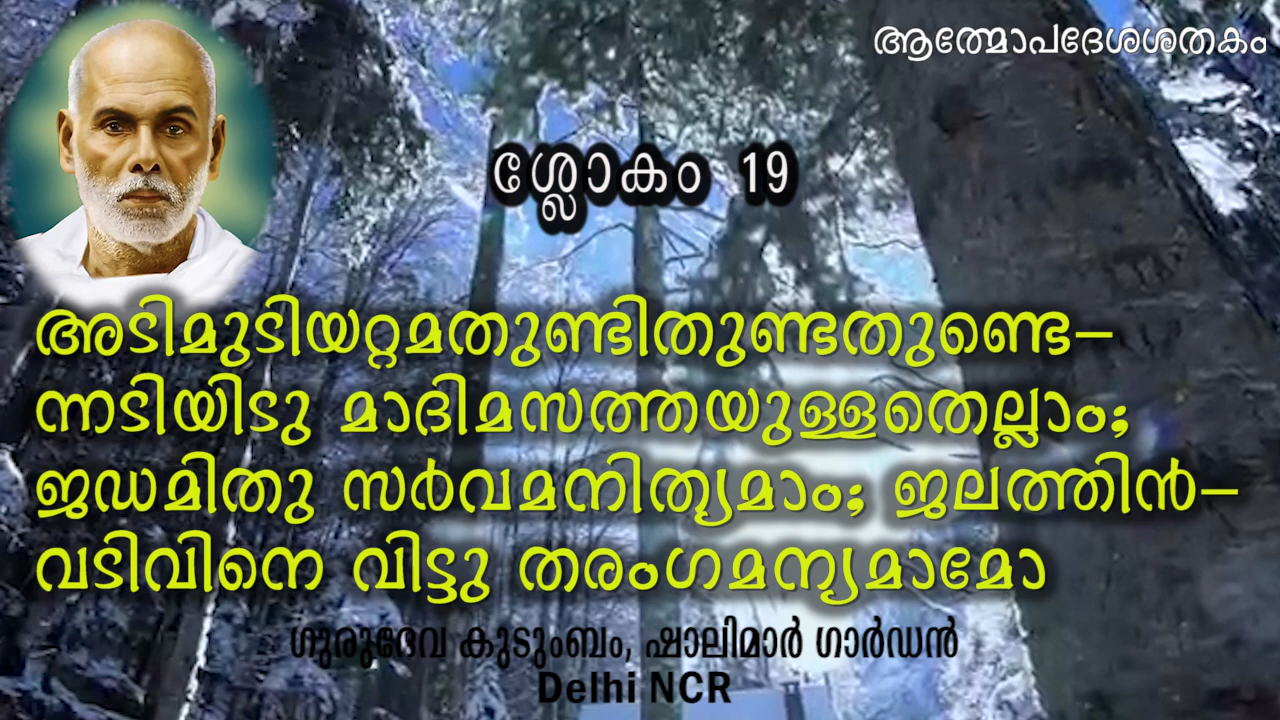 ആത്മോപദേശശതകം
ശ്ലോകം 19
അടിമുടിയറ്റമതുണ്ടിതുണ്ടതുണ്ടെ–
ന്നടിയിടു മാദിമസത്തയുള്ളതെല്ലാം;
ജഡമിതു സർവമനിത്യമാം; ജലത്തിൻ–
വടിവിനെ വിട്ടു തരംഗമന്യമാമോ
ഗുരുദേവ കുടുംബം, ഷാലിമാർ ഗാർഡൻ
Delhi NCR